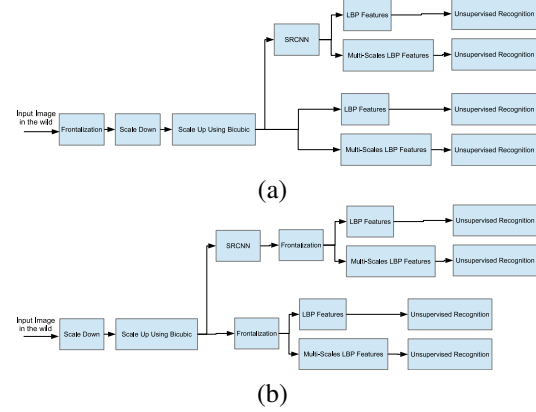 LBP Features
Unsupervised Recognition
SRCNN
Multi-Scales LBP Features
Unsupervised Recognition
Input Image
in the wild
Frontalization
Scale Down
Scale Up Using Bicubic
LBP Features
Unsupervised Recognition
Multi-Scales LBP Features
Unsupervised Recognition
(a)
LBP Features
Unsupervised Recognition
SRCNN
Frontalization
Multi-Scales LBP Features
Unsupervised Recognition
Input Image
in the wild
Scale Down
Scale Up Using Bicubic
Frontalization
LBP Features
Unsupervised Recognition
Multi-Scales LBP Features
Unsupervised Recognition
(b)